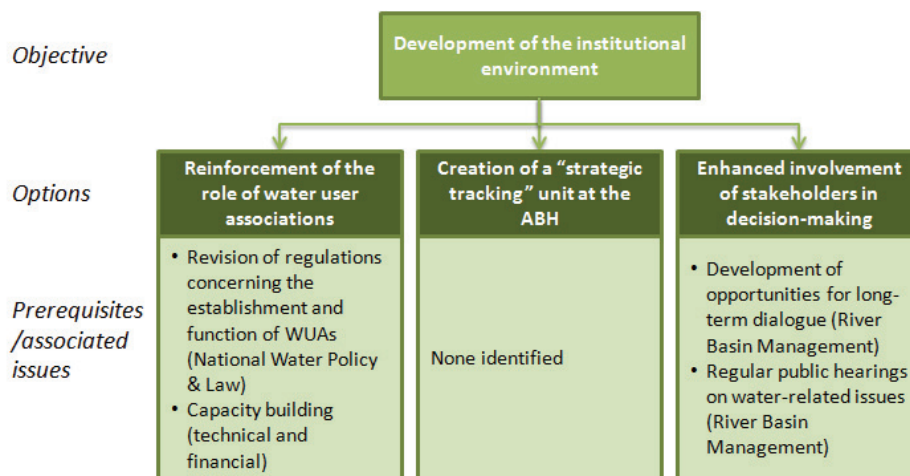 Objective
Development of the institutional
environment
Options
Reinforcement of the
role of water user
associations
Creation of a “strategic
tracking” unit at the
ABH
Enhanced involvement
of stakeholders in
decision-making
Prerequisites
/associated
issues
• Revision of regulations
concerning the
establishment and
function of WUAs
(National Water Policy
& Law)
• Capacity building
(technical and
financial)
None identified
• Development of
opportunities for long-
term dialogue (River
Basin Management)
• Regular public hearings
on water-related issues
(River Basin
Management)